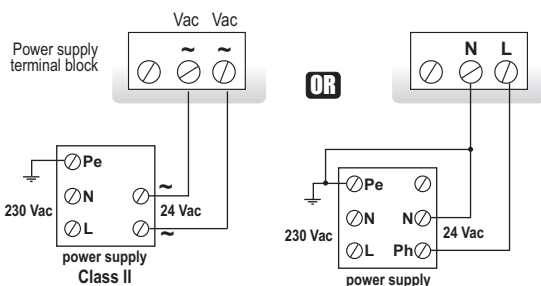 Vac Vac
Power supply
terminal block
~ ~
Pe
N
L
230 Vac
~
24 Vac
~
power supply
Class II
OR
N L
Pe
N
L
230 Vac
N
Ph
24 Vac
power supply